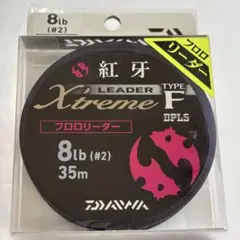 8lb
(#2)
DAIWA
フロロ
リーダー
紅牙
LEADER
Xtreme TYPE F
DPLS
フロロリーダー
8lb (#2)
35m
DAIWA